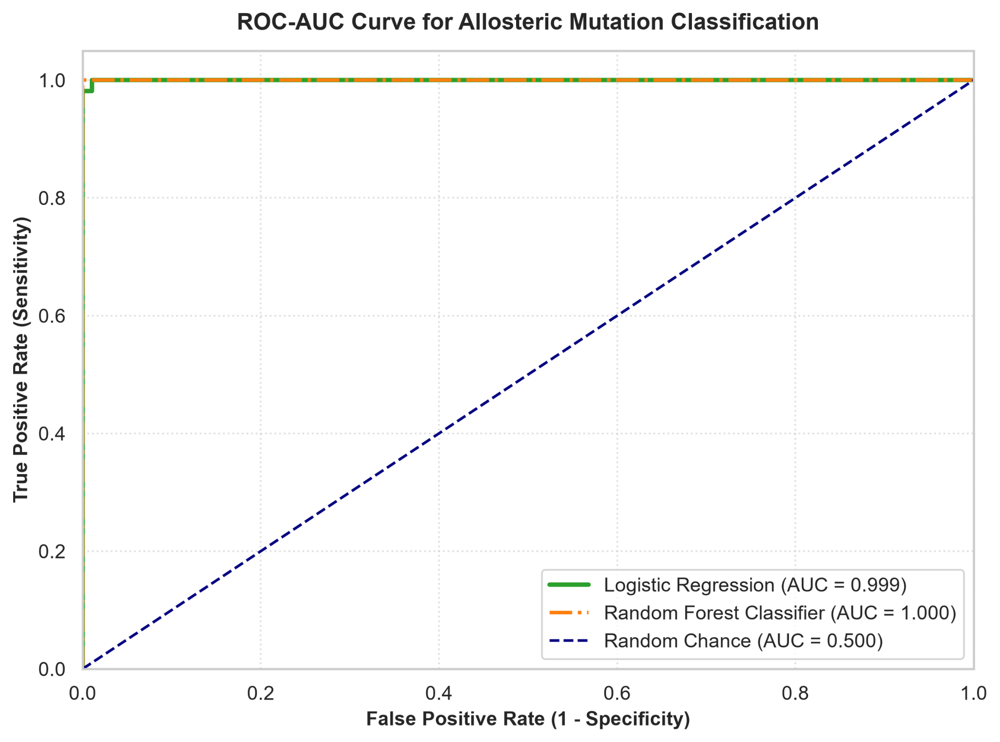 ROC-AUC Curve for Allosteric Mutation Classification
True Positive Rate (Sensitivity)
1.0
0.8
0.6
0.4
0.2
0.0
Logistic Regression (AUC = 0.999)
Random Forest Classifier (AUC = 1.000)
Random Chance (AUC = 0.500)
0.0 0.2 0.4 0.6 0.8 1.0
False Positive Rate (1 - Specificity)